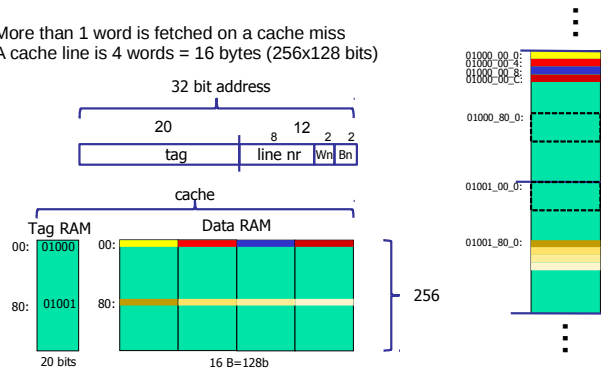 More than 1 word is fetched on a cache miss
A cache line is 4 words = 16 bytes (256x128 bits)
32 bit address
20 12
8 2 2
tag line nr Wn Bn
cache
Tag RAM Data RAM
00: 01000 00:
80: 01001 80:
256
20 bits 16 B=128b
01000_00_0:
01000_00_4:
01000_00_8:
01000_00_C:
01000_80_0:
01001_00_0:
01001_80_0: